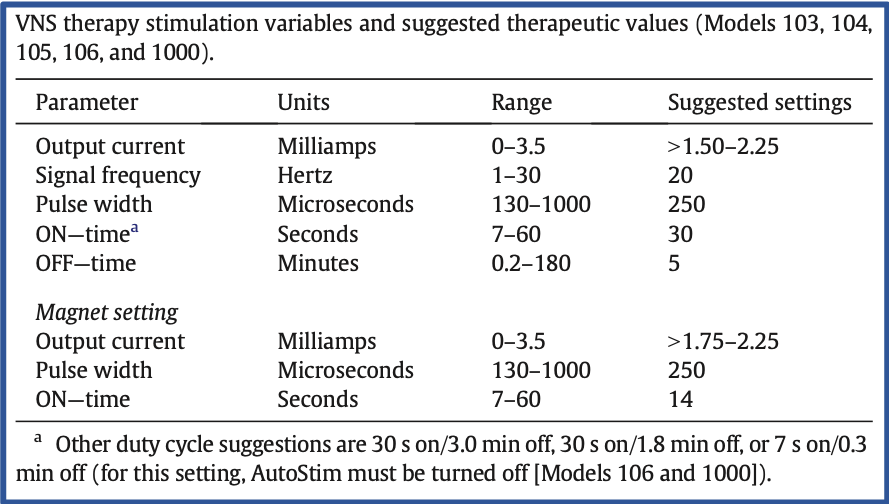 VNS therapy stimulation variables and suggested therapeutic values (Models 103, 104,
105, 106, and 1000).
Parameter Units Range Suggested settings
Output current Milliamps 0–3.5 >1.50–2.25
Signal frequency Hertz 1–30 20
Pulse width Microseconds 130–1000 250
ON—timeᵃ Seconds 7–60 30
OFF—time Minutes 0.2–180 5
Magnet setting
Output current Milliamps 0–3.5 >1.75–2.25
Pulse width Microseconds 130–1000 250
ON—time Seconds 7–60 14
ᵃ Other duty cycle suggestions are 30 s on/3.0 min off, 30 s on/1.8 min off, or 7 s on/0.3
min off (for this setting, AutoStim must be turned off [Models 106 and 1000]).